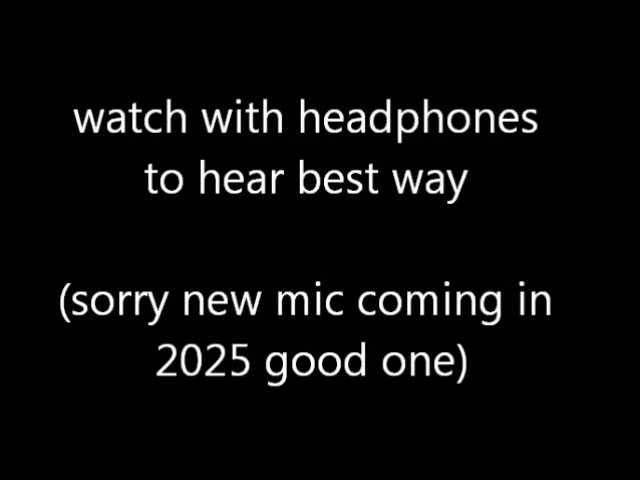 watch with headphones
to hear best way
(sorry new mic coming in
2025 good one)